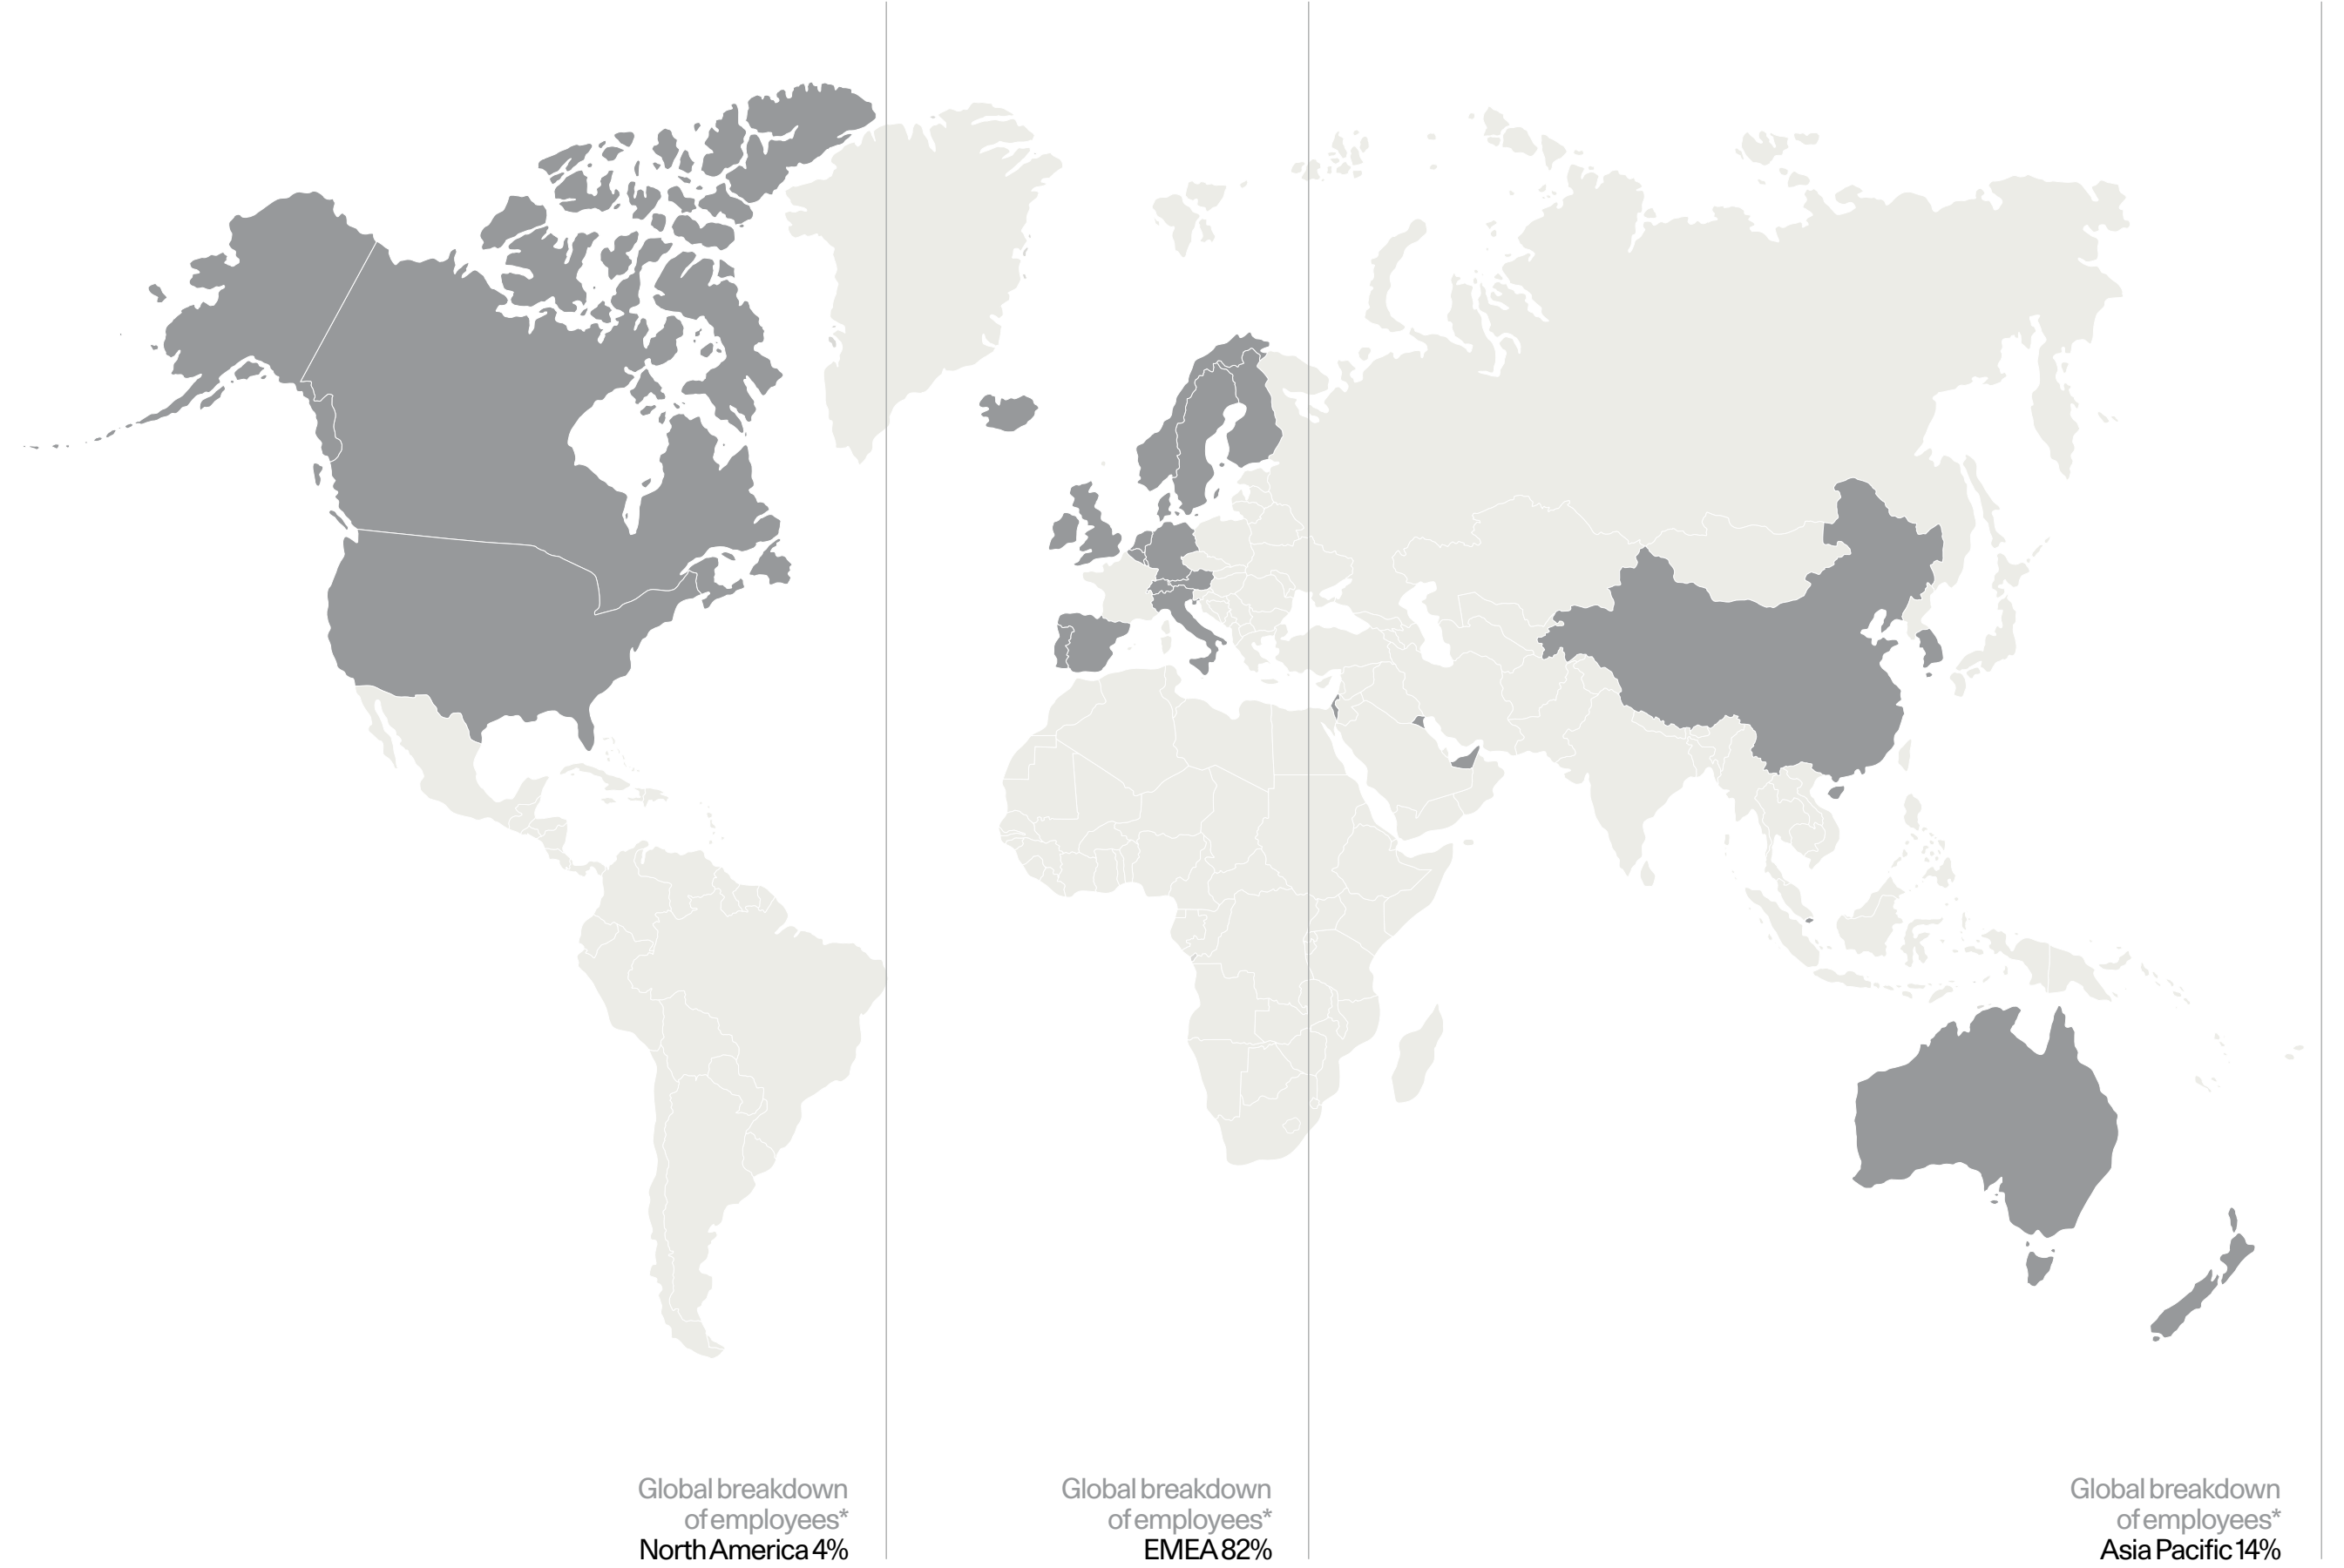 Global breakdown
of employees*
North America 4%
Global breakdown
of employees*
EMEA 82%
Global breakdown
of employees*
Asia Pacific 14%